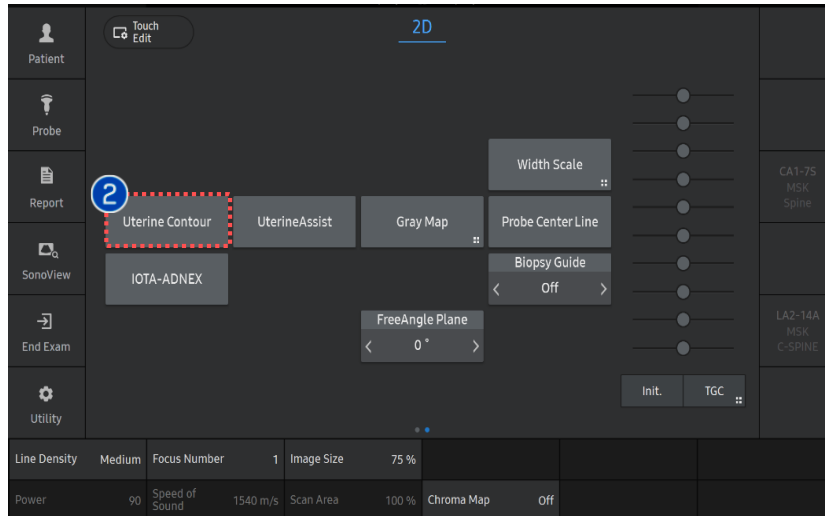 Touch
Edit
2D
Patient
Probe
Report
SonoView
End Exam
Utility
2
Width Scale
Uterine Contour
UterineAssist
Gray Map
Probe Center Line
IOTA-ADNEX
Biopsy Guide
< Off >
FreeAngle Plane
< 0 ° >
CA1-7S
MSK
Spine
LA2-14A
MSK
C-SPINE
Init.
TGC
Line Density Medium
Focus Number 1
Image Size 75 %
Power 90
Speed of
Sound 1540 m/s
Scan Area 100 %
Chroma Map Off